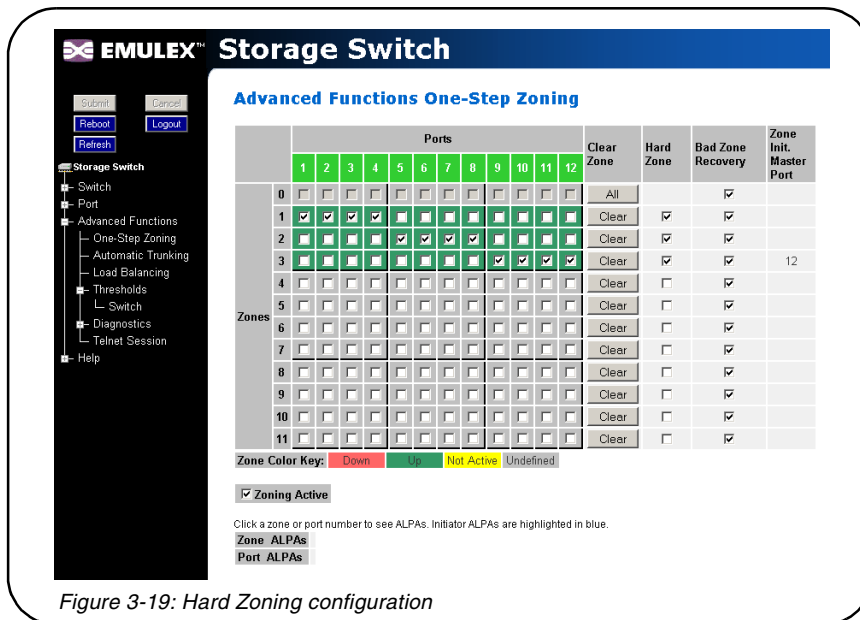 EMULEX™ Storage Switch
Submit Cancel
Reboot Logout
Refresh
Storage Switch
Switch
Port
Advanced Functions
One-Step Zoning
Automatic Trunking
Load Balancing
Thresholds
Switch
Diagnostics
Telnet Session
Help
Advanced Functions One-Step Zoning
Ports Clear Zone Hard Zone Bad Zone Recovery Zone Init. Master Port
1 2 3 4 5 6 7 8 9 10 11 12
Zones
0 All
1 Clear
2 Clear
3 Clear 12
4 Clear
5 Clear
6 Clear
7 Clear
8 Clear
9 Clear
10 Clear
11 Clear
Zone Color Key: Down Up Not Active Undefined
Zoning Active
Click a zone or port number to see ALPAs. Initiator ALPAs are highlighted in blue.
Zone ALPAs
Port ALPAs
Figure 3-19: Hard Zoning configuration